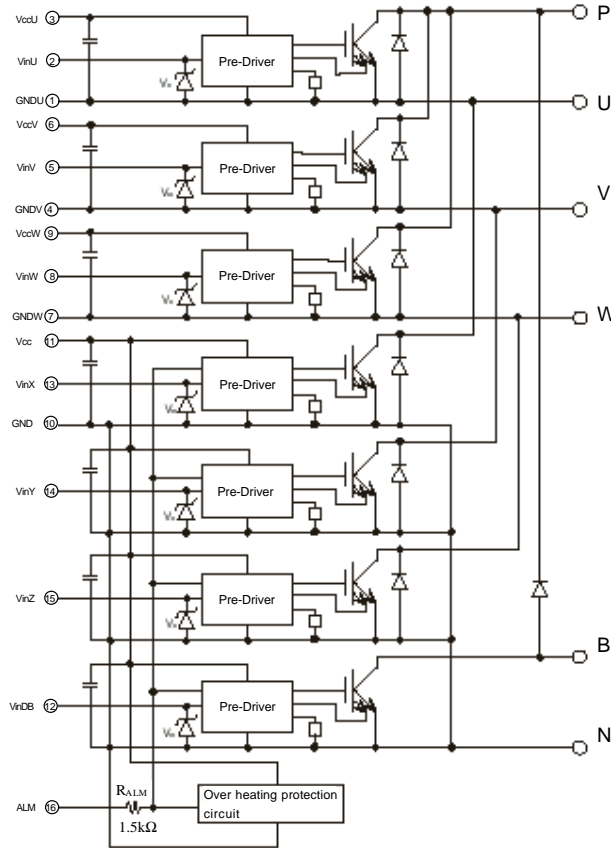 VccU 3
P
VinU 2
Pre-Driver
GNDU 1
U
VccV 6
VinV 5
Pre-Driver
GNDV 4
V
VccW 9
VinW 8
Pre-Driver
GNDW 7
W
Vcc 11
VinX 13
Pre-Driver
GND 10
VinY 14
Pre-Driver
VinZ 15
Pre-Driver
B
VinDB 12
Pre-Driver
N
RALM
ALM 16
1.5kΩ
Over heating protection
circuit